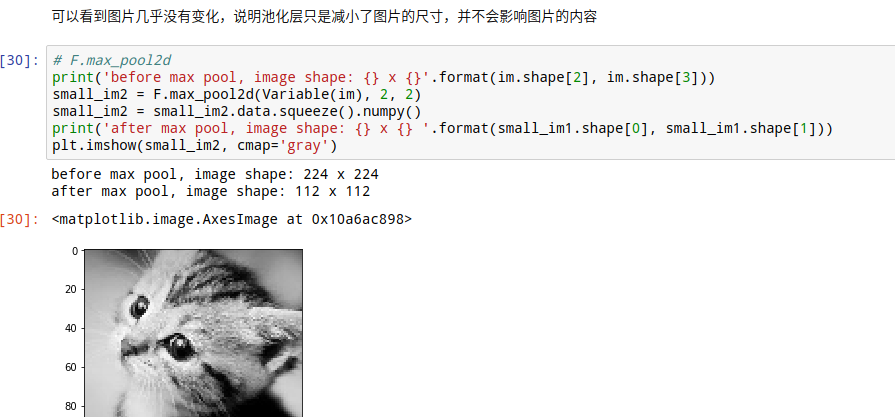 可以看到图片几乎没有变化，说明池化层只是减小了图片的尺寸，并不会影响图片的内容
[30]: # F.max_pool2d
print('before max pool, image shape: {} x {}'.format(im.shape[2], im.shape[3]))
small_im2 = F.max_pool2d(Variable(im), 2, 2)
small_im2 = small_im2.data.squeeze().numpy()
print('after max pool, image shape: {} x {} '.format(small_im1.shape[0], small_im1.shape[1]))
plt.imshow(small_im2, cmap='gray')
before max pool, image shape: 224 x 224
after max pool, image shape: 112 x 112
[30]: <matplotlib.image.AxesImage at 0x10a6ac898>
0
20
40
60
80